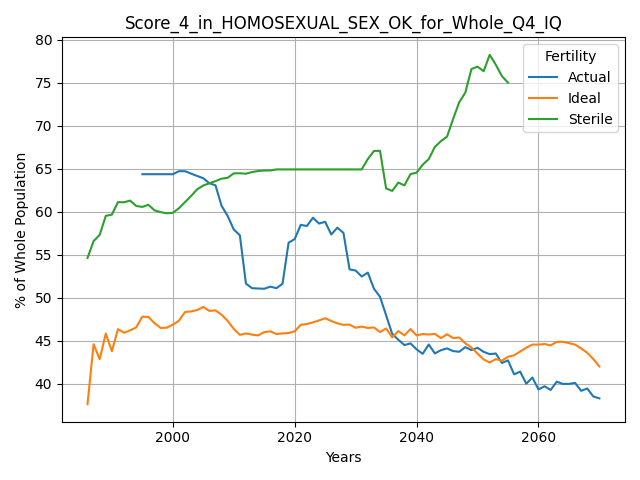 Score_4_in_HOMOSEXUAL_SEX_OK_for_Whole_Q4_IQ
% of Whole Population
80
75
70
65
60
55
50
45
40
Fertility
Actual
Ideal
Sterile
2000
2020
2040
2060
Years